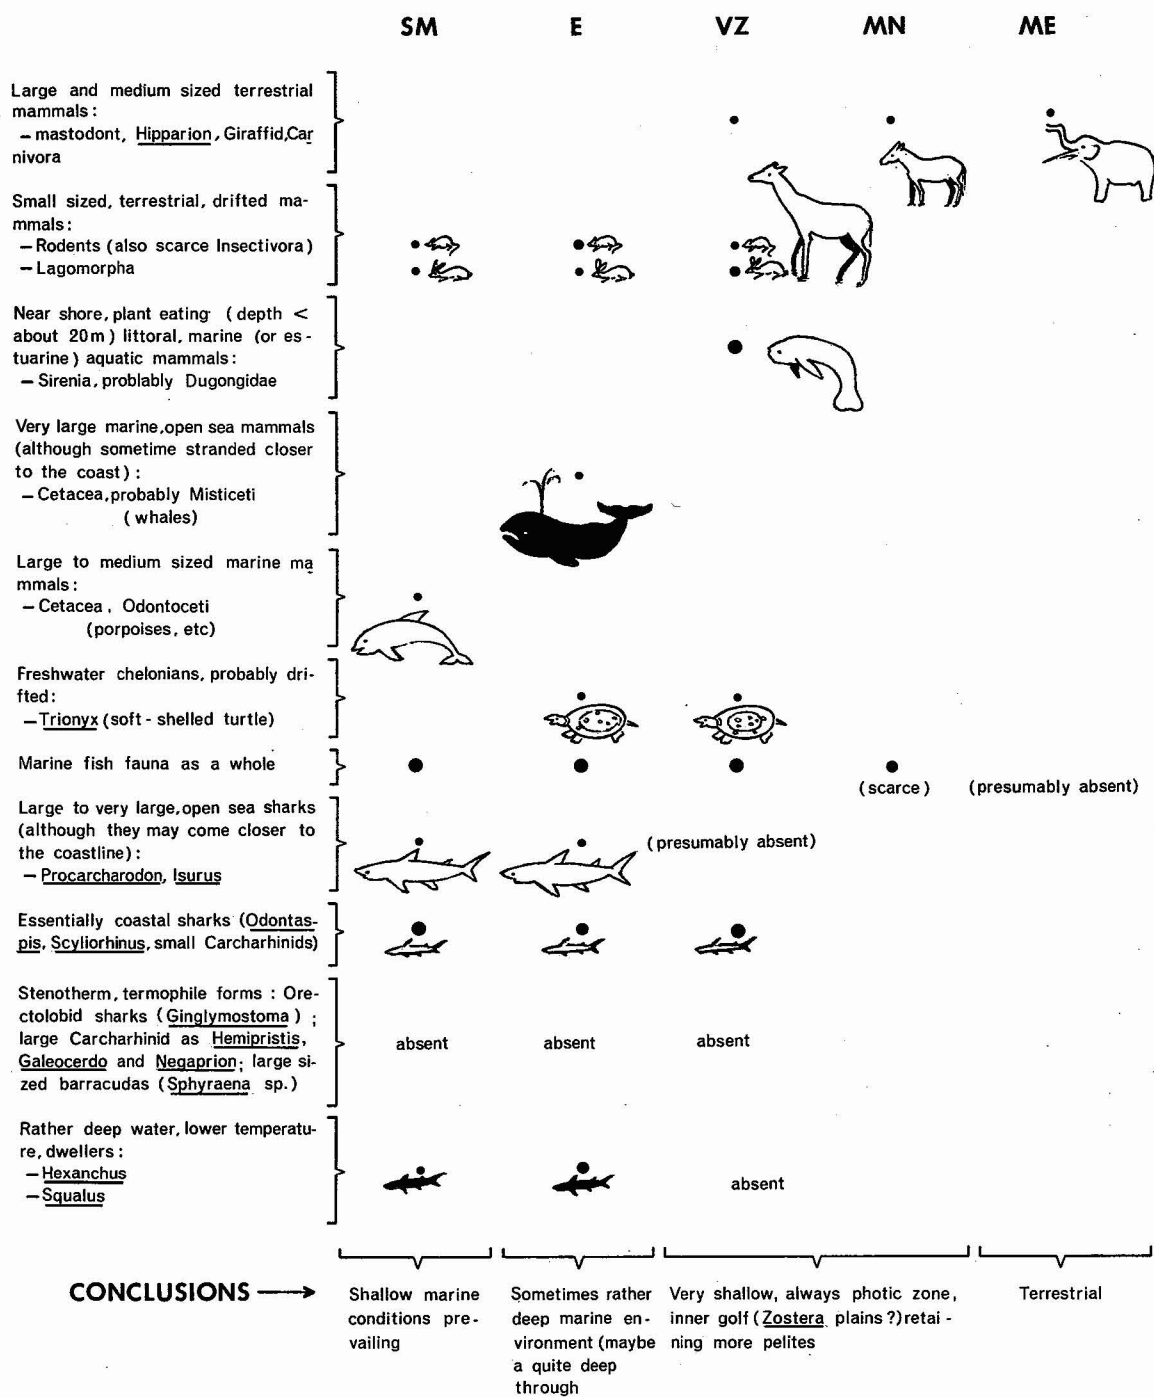 SM E VZ MN ME
Large and medium sized terrestrial
mammals:
– mastodont, Hipparion, Giraffid, Car
nivora
Small sized, terrestrial, drifted ma-
mmals:
– Rodents (also scarce Insectivora)
– Lagomorpha
Near shore, plant eating (depth <
about 20m) littoral, marine (or es-
tuarine) aquatic mammals:
– Sirenia, problably Dugongidae
Very large marine, open sea mammals
(although sometime stranded closer
to the coast):
– Cetacea, probably Misticeti
(whales)
Large to medium sized marine ma
mmals:
– Cetacea, Odontoceti
(porpoises, etc)
Freshwater chelonians, probably dri-
fted:
– Trionyx (soft-shelled turtle)
Marine fish fauna as a whole
(scarce) (presumably absent)
Large to very large, open sea sharks
(although they may come closer to
the coastline):
– Procarcharodon, Isurus
(presumably absent)
Essentially coastal sharks (Odontas-
pis, Scyliorhinus, small Carcharhinids)
Stenotherm, termophile forms : Ore-
ctolobid sharks (Ginglymostoma) ;
large Carcharhinid as Hemipristis,
Galeocerdo and Negaprion; large si-
zed barracudas (Sphyraena sp.)
absent absent absent
Rather deep water, lower temperatu-
re, dwellers:
– Hexanchus
– Squalus
absent
CONCLUSIONS →
Shallow marine
conditions pre-
vailing
Sometimes rather
deep marine en-
vironment (maybe
a quite deep
through
Very shallow, always photic zone,
inner golf (Zostera plains?) retai-
ning more pelites
Terrestrial